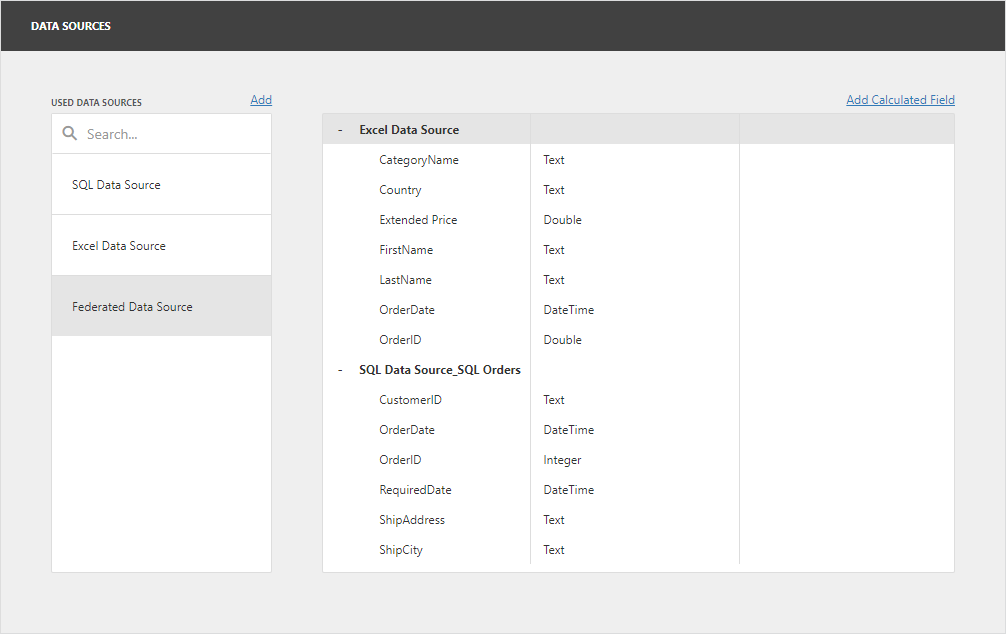 DATA SOURCES
USED DATA SOURCES Add
Search...
SQL Data Source
Excel Data Source
Federated Data Source
Add Calculated Field
- Excel Data Source
CategoryName Text
Country Text
Extended Price Double
FirstName Text
LastName Text
OrderDate DateTime
OrderID Double
- SQL Data Source_SQL Orders
CustomerID Text
OrderDate DateTime
OrderID Integer
RequiredDate DateTime
ShipAddress Text
ShipCity Text